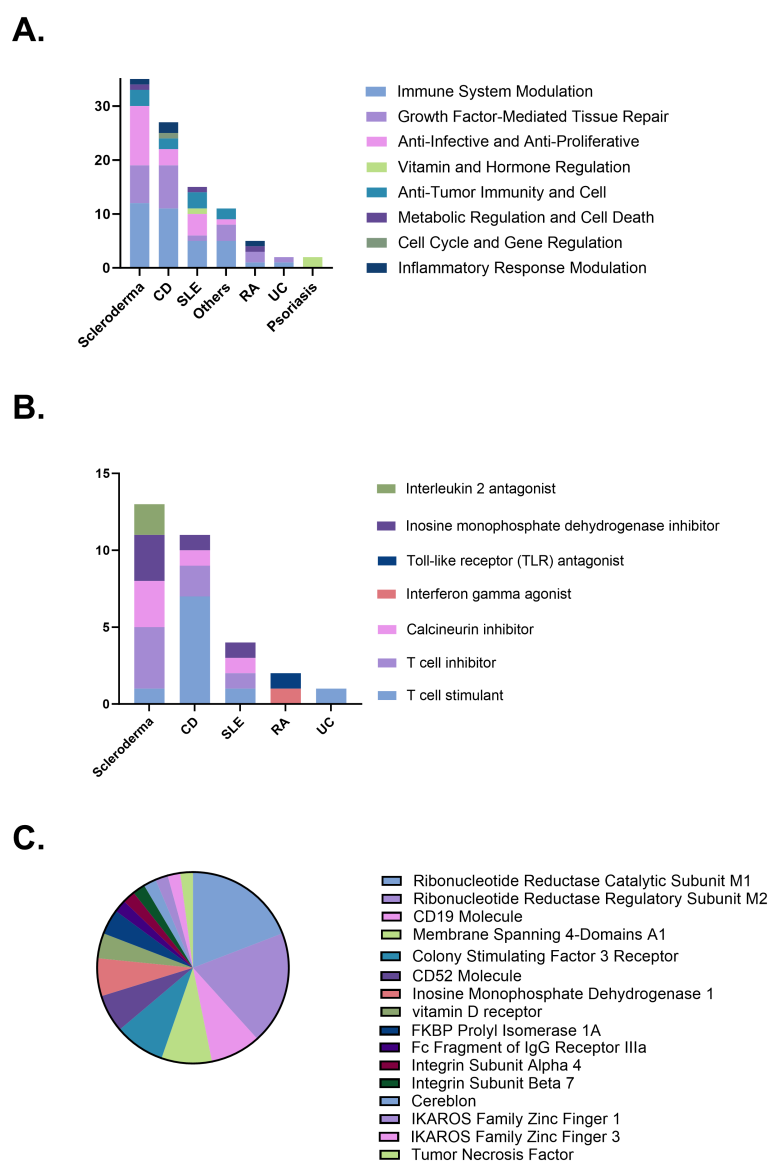 A.
30
20
10
0
Scleroderma
CD
SLE
Others
RA
UC
Psoriasis
Immune System Modulation
Growth Factor-Mediated Tissue Repair
Anti-Infective and Anti-Proliferative
Vitamin and Hormone Regulation
Anti-Tumor Immunity and Cell
Metabolic Regulation and Cell Death
Cell Cycle and Gene Regulation
Inflammatory Response Modulation
B.
15
10
5
0
Scleroderma
CD
SLE
RA
UC
Interleukin 2 antagonist
Inosine monophosphate dehydrogenase inhibitor
Toll-like receptor (TLR) antagonist
Interferon gamma agonist
Calcineurin inhibitor
T cell inhibitor
T cell stimulant
C.
Ribonucleotide Reductase Catalytic Subunit M1
Ribonucleotide Reductase Regulatory Subunit M2
CD19 Molecule
Membrane Spanning 4-Domains A1
Colony Stimulating Factor 3 Receptor
CD52 Molecule
Inosine Monophosphate Dehydrogenase 1
vitamin D receptor
FKBP Prolyl Isomerase 1A
Fc Fragment of IgG Receptor IIIa
Integrin Subunit Alpha 4
Integrin Subunit Beta 7
Cereblon
IKAROS Family Zinc Finger 1
IKAROS Family Zinc Finger 3
Tumor Necrosis Factor